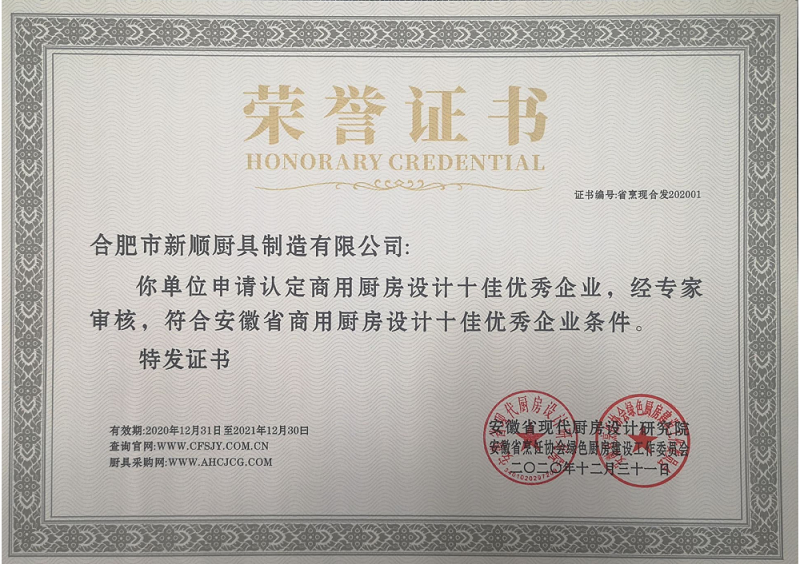 荣誉证书
HONORARY CREDENTIAL
证书编号:省烹现合发202001
合肥市新顺厨具制造有限公司:
你单位申请认定商用厨房设计十佳优秀企业，经专家
审核，符合安徽省商用厨房设计十佳优秀企业条件。
特发证书
有效期:2020年12月31日至2021年12月30日
查询官网:WWW.CFSJY.COM.CN
厨具采购网:WWW.AHCJCG.COM
安徽省现代厨房设计研究院
安徽省烹饪协会绿色厨房建设工作委员会
二〇二〇年十二月三十一日